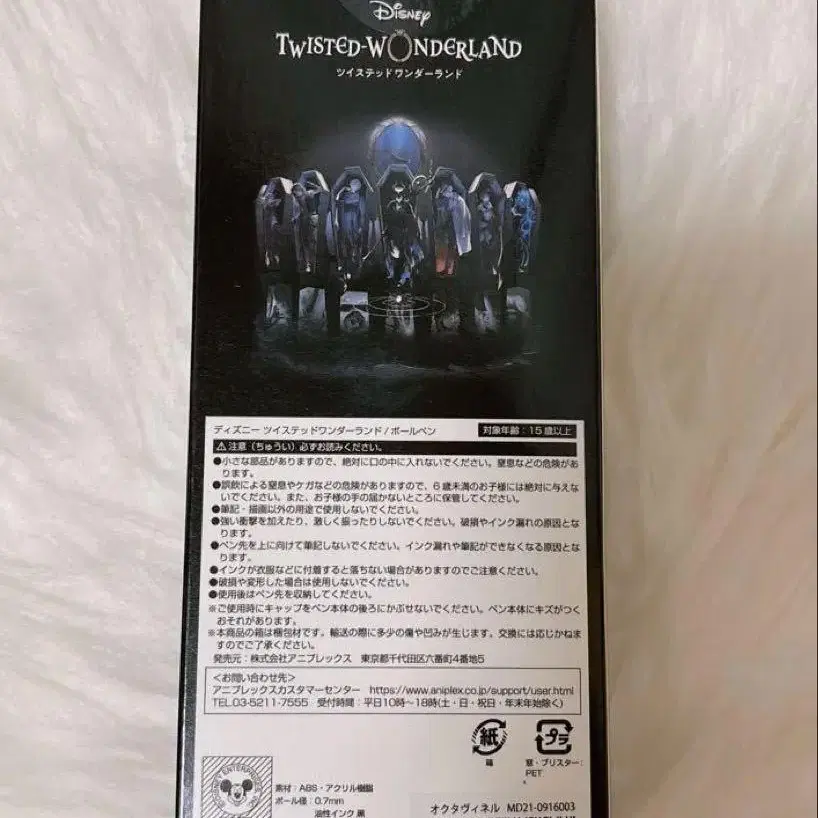 Disney
TWISTED-WONDERLAND
ツイステッドワンダーランド
ディズニー ツイステッドワンダーランド / ボールペン
対象年齢：15歳以上
⚠注意（ちゅうい）必ずお読みください。
●小さな部品がありますので、絶対に口の中に入れないでください。窒息などの危険があ
ります。
●誤飲による窒息やケガなどの危険がありますので、6歳未満のお子様には絶対に与えな
いでください。また、お子様の手の届かないところに保管してください。
●筆記・描画以外の用途で使用しないでください。
●強い衝撃を加えたり、激しく振ったりしないでください。破損やインク漏れの原因とな
ります。
●ペン先を上に向けて筆記しないでください。インク漏れや筆記ができなくなる原因とな
ります。
●インクが衣服などに付着すると落ちない場合がありますのでご注意ください。
●破損や変形した場合は使用しないでください。
●使用後はペン先を収納してください。
※ご使用時にキャップをペン本体の後ろにかぶせないでください。ペン本体にキズがつく
おそれがあります。
※本商品の箱は梱包材です。輸送の際に多少の傷や凹みが生じます。交換には応じかねま
すのでご了承ください。
発売元：株式会社アニプレックス 東京都千代田区六番町4番地5
＜お問い合わせ先＞
アニプレックスカスタマーセンター https://www.aniplex.co.jp/support/user.html
TEL.03-5211-7555 受付時間：平日10時～18時(土・日・祝日・年末年始除く)
紙
箱
プラ
窓・ブリスター：
PET
DISNEY ENTERPRISES INC.
素材：ABS・アクリル樹脂
ボール径：0.7mm
油性インク 黒
オクタヴィネル MD21-0916003